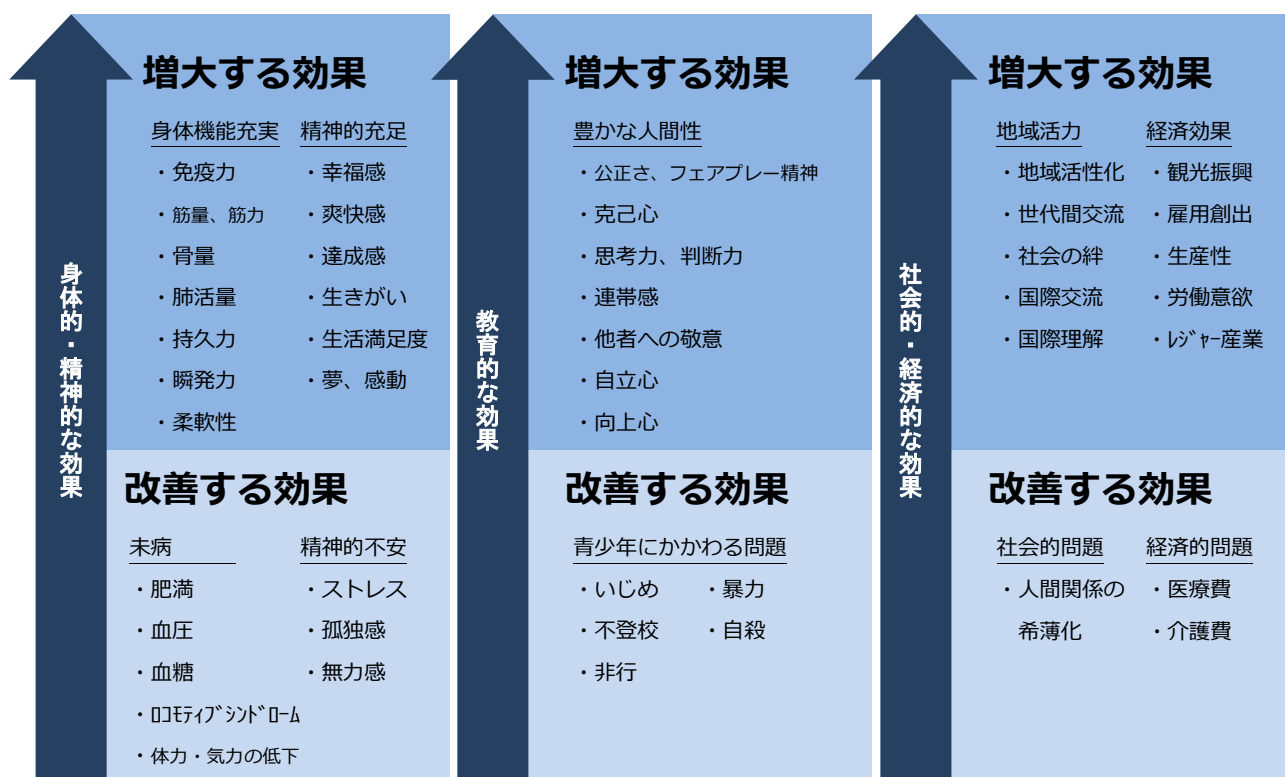 身体的・精神的な効果
増大する効果
身体機能充実
・免疫力
・筋量、筋力
・骨量
・肺活量
・持久力
・瞬発力
・柔軟性
精神的充足
・幸福感
・爽快感
・達成感
・生きがい
・生活満足度
・夢、感動
改善する効果
未病
・肥満
・血圧
・血糖
・ﾛｺﾓﾃｨﾌﾞｼﾝﾄﾞﾛｰﾑ
・体力・気力の低下
精神的不安
・ストレス
・孤独感
・無力感
教育的な効果
増大する効果
豊かな人間性
・公正さ、フェアプレー精神
・克己心
・思考力、判断力
・連帯感
・他者への敬意
・自立心
・向上心
改善する効果
青少年にかかわる問題
・いじめ ・暴力
・不登校 ・自殺
・非行
社会的・経済的な効果
増大する効果
地域活力
・地域活性化
・世代間交流
・社会の絆
・国際交流
・国際理解
経済効果
・観光振興
・雇用創出
・生産性
・労働意欲
・ﾚｼﾞｬｰ産業
改善する効果
社会的問題
・人間関係の
希薄化
経済的問題
・医療費
・介護費